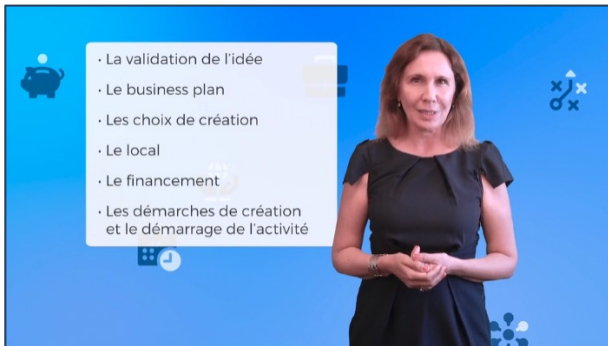 • La validation de l'idée
• Le business plan
• Les choix de création
• Le local
• Le financement
• Les démarches de création
et le démarrage de l'activité